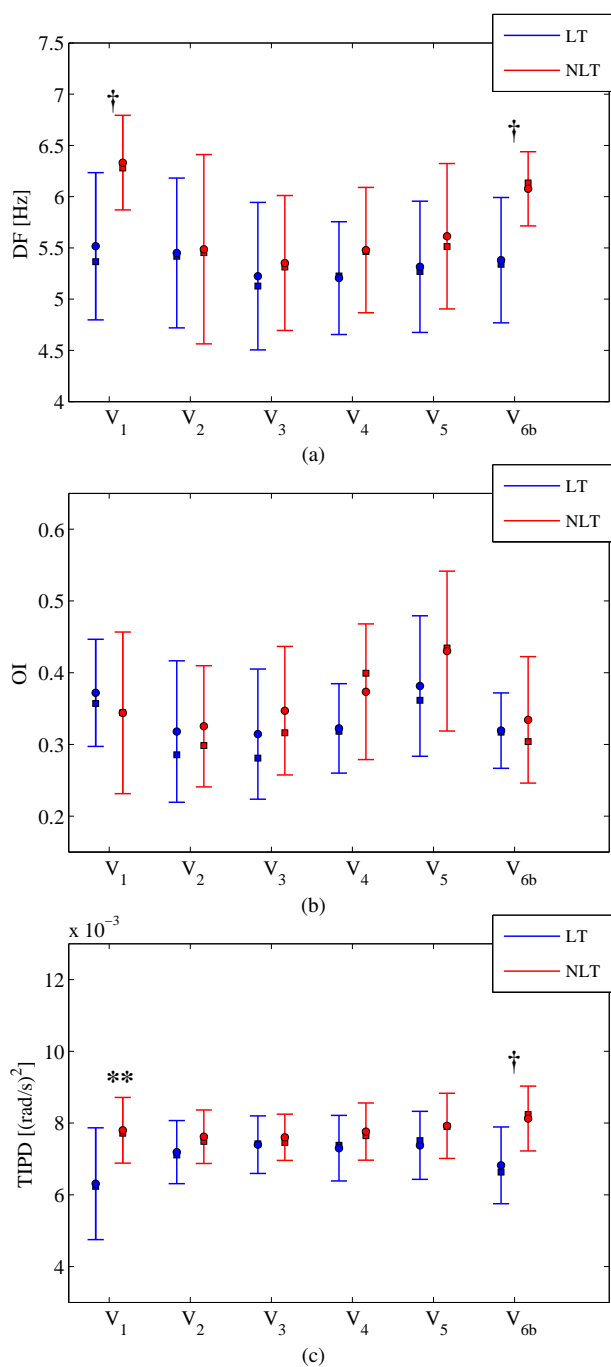 LT
NLT
7.5
7
6.5
6
5.5
5
4.5
4
DF [Hz]
†
†
V1 V2 V3 V4 V5 V6b
(a)
LT
NLT
0.6
0.5
0.4
0.3
0.2
OI
V1 V2 V3 V4 V5 V6b
(b)
x 10−3
LT
NLT
12
10
8
6
4
TIPD [(rad/s)2]
**
†
V1 V2 V3 V4 V5 V6b
(c)